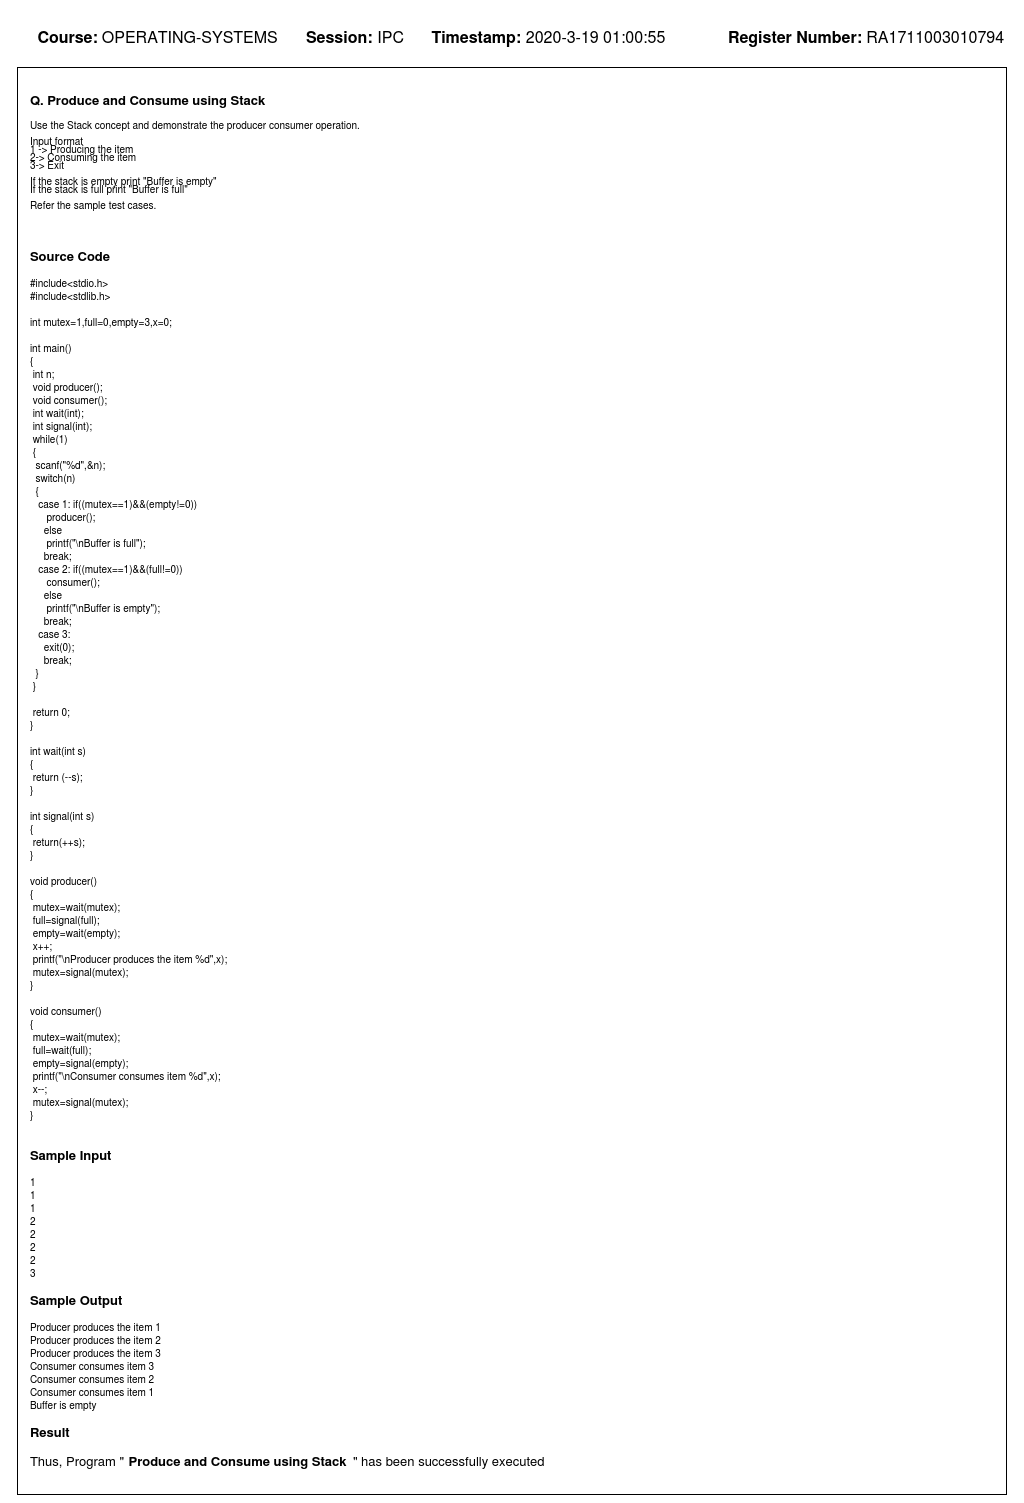 Course: OPERATING-SYSTEMS Session: IPC Timestamp: 2020-3-19 01:00:55 Register Number: RA1711003010794
Q. Produce and Consume using Stack
Use the Stack concept and demonstrate the producer consumer operation.
Input format
1 -> Producing the item
2-> Consuming the item
3-> Exit
If the stack is empty print "Buffer is empty"
If the stack is full print "Buffer is full"
Refer the sample test cases.
Source Code
#include<stdio.h>
#include<stdlib.h>
int mutex=1,full=0,empty=3,x=0;
int main()
{
int n;
void producer();
void consumer();
int wait(int);
int signal(int);
while(1)
{
scanf("%d",&n);
switch(n)
{
case 1: if((mutex==1)&&(empty!=0))
producer();
else
printf("\nBuffer is full");
break;
case 2: if((mutex==1)&&(full!=0))
consumer();
else
printf("\nBuffer is empty");
break;
case 3:
exit(0);
break;
}
}
return 0;
}
int wait(int s)
{
return (--s);
}
int signal(int s)
{
return(++s);
}
void producer()
{
mutex=wait(mutex);
full=signal(full);
empty=wait(empty);
x++;
printf("\nProducer produces the item %d",x);
mutex=signal(mutex);
}
void consumer()
{
mutex=wait(mutex);
full=wait(full);
empty=signal(empty);
printf("\nConsumer consumes item %d",x);
x--;
mutex=signal(mutex);
}
Sample Input
1
1
1
2
2
2
2
3
Sample Output
Producer produces the item 1
Producer produces the item 2
Producer produces the item 3
Consumer consumes item 3
Consumer consumes item 2
Consumer consumes item 1
Buffer is empty
Result
Thus, Program " Produce and Consume using Stack " has been successfully executed